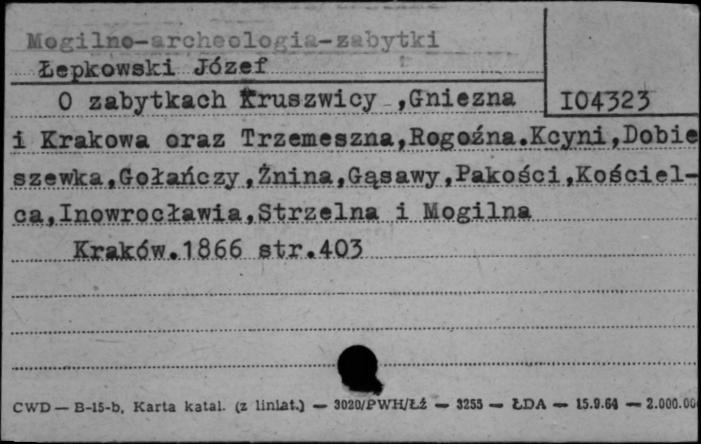 Mogilno-archeologia-zabytki
Łepkowski Józef
O zabytkach Kruszwicy ,Gniezna
I04323
i Krakowa oraz Trzemeszna,Rogoźna.Kcyni,Dobie
szewka,Gołańczy,Żnina,Gąsawy,Pakości,Kościel-
ca,Inowrocławia,Strzelna i Mogilna
Kraków.1866 str.403
CWD — B-15-b, Karta katal. (z liniat.) — 3020/PWH/Łź — 3255 — ŁDA — 15.9.64 — 2.000.00